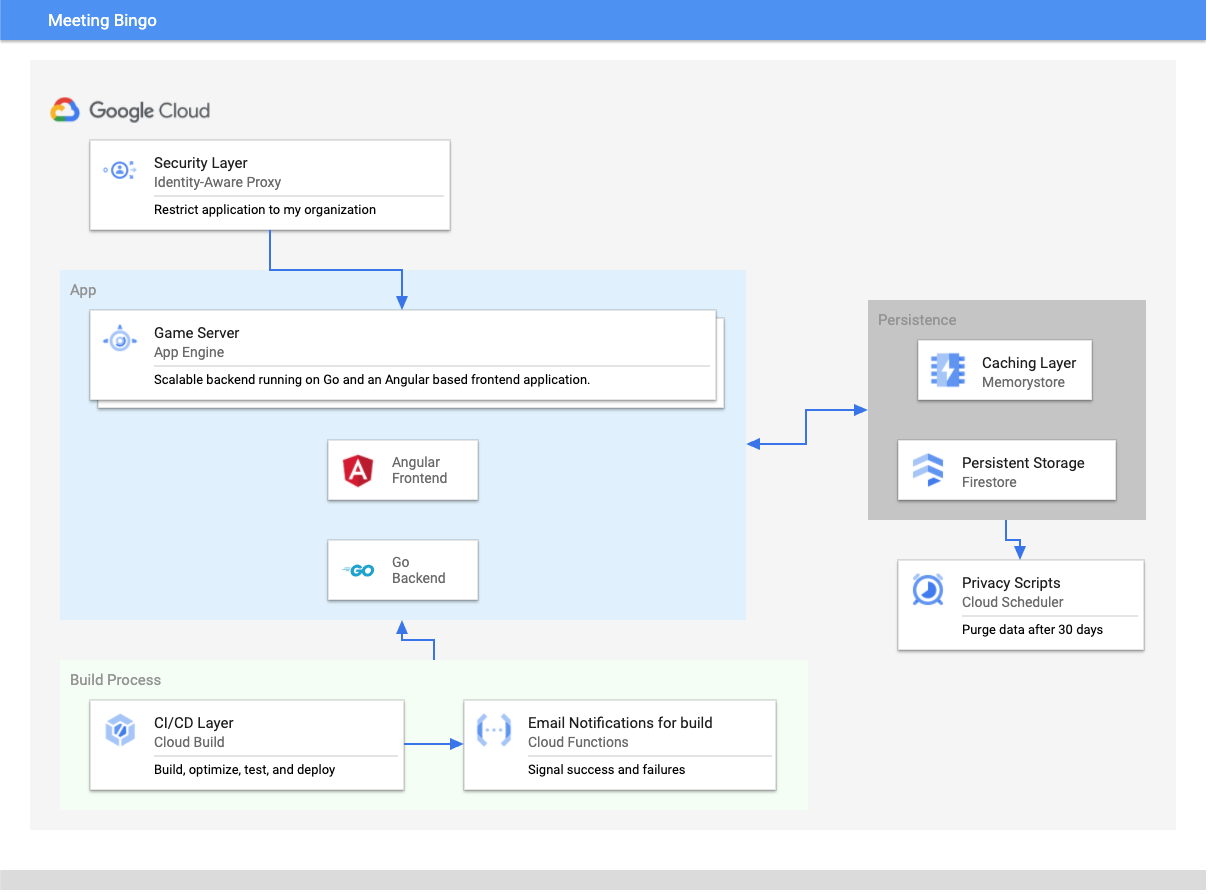 Meeting Bingo
Google Cloud
Security Layer
Identity-Aware Proxy
Restrict application to my organization
App
Game Server
App Engine
Scalable backend running on Go and an Angular based frontend application.
A
Angular
Frontend
GO
Go
Backend
Persistence
Caching Layer
Memorystore
Persistent Storage
Firestore
Privacy Scripts
Cloud Scheduler
Purge data after 30 days
Build Process
CI/CD Layer
Cloud Build
Build, optimize, test, and deploy
Email Notifications for build
Cloud Functions
Signal success and failures